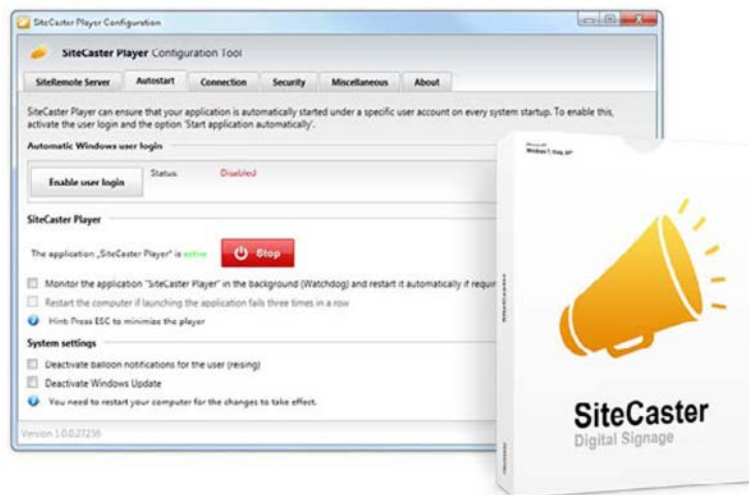 SiteCaster Player Configuration
SiteCaster Player Configuration Tool
SiteRemote Server Autostart Connection Security Miscellaneous About
SiteCaster Player can ensure that your application is automatically started under a specific user account on every system startup. To enable this,
activate the user login and the option 'Start application automatically'.
Automatic Windows user login
Enable user login Status: Disabled
SiteCaster Player
The application „SiteCaster Player" is active Stop
Monitor the application "SiteCaster Player" in the background (Watchdog) and restart it automatically if requir
Restart the computer if launching the application fails three times in a row
Hint: Press ESC to minimize the player
System settings
Deactivate balloon notifications for the user (reising)
Deactivate Windows Update
You need to restart your computer for the changes to take effect.
Version 1.0.0.27236
Windows 7, Vista, XP
SiteCaster
SiteCaster
Digital Signage